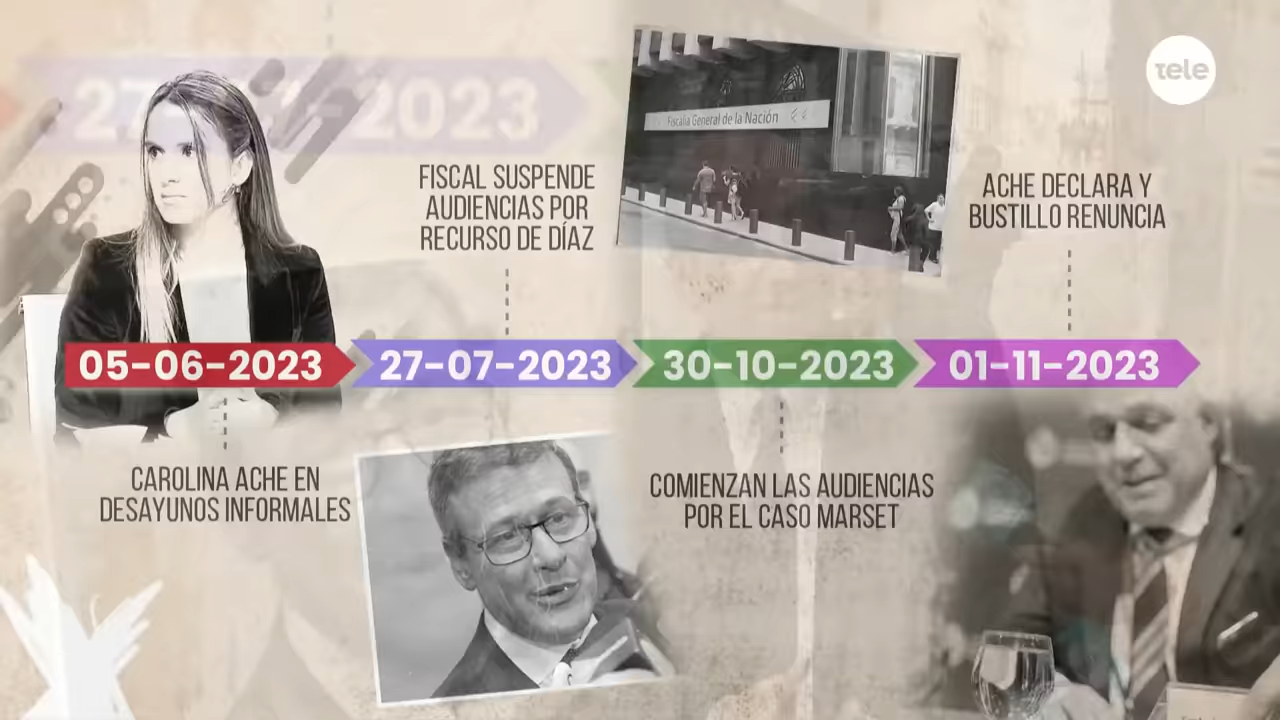 27-
2023
tele
Fiscalía General de la Nación
FISCAL SUSPENDE
AUDIENCIAS POR
RECURSO DE DÍAZ
ACHE DECLARA Y
BUSTILLO RENUNCIA
05-06-2023
27-07-2023
30-10-2023
01-11-2023
CAROLINA ACHE EN
DESAYUNOS INFORMALES
COMIENZAN LAS AUDIENCIAS
POR EL CASO MARSET